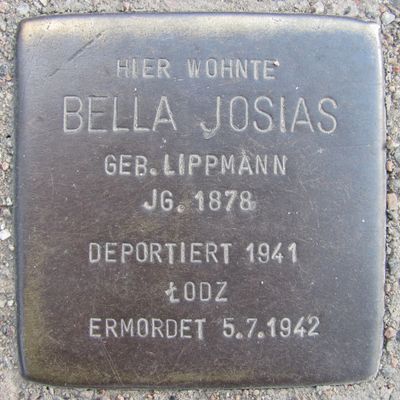 HIER WOHNTE
BELLA JOSIAS
GEB. LIPPMANN
JG. 1878
DEPORTIERT 1941
ŁODZ
ERMORDET 5.7.1942